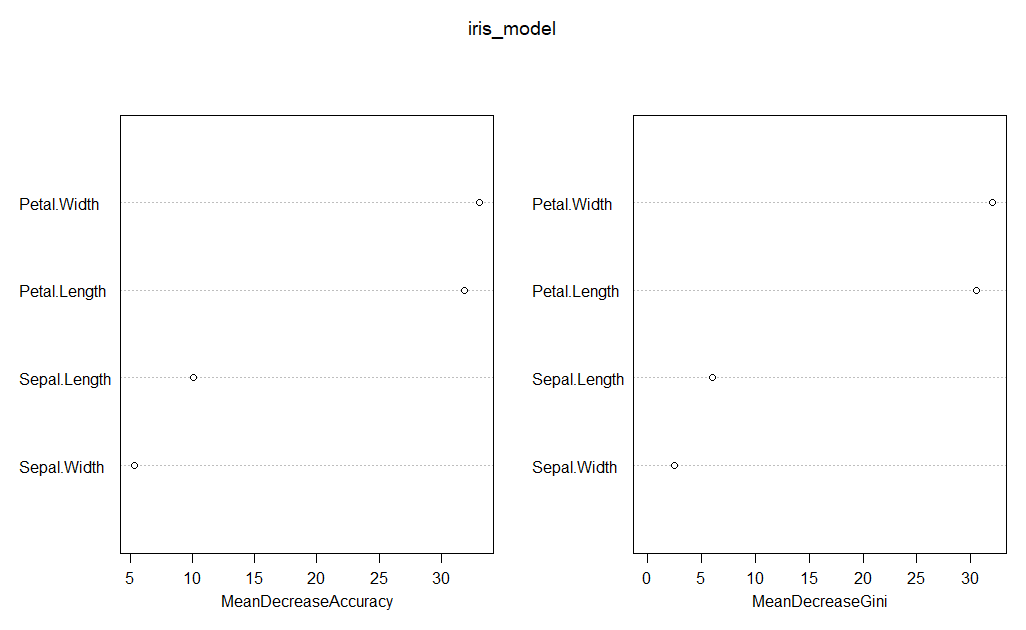 iris_model
Petal.Width
Petal.Length
Sepal.Length
Sepal.Width
5 10 15 20 25 30
MeanDecreaseAccuracy
Petal.Width
Petal.Length
Sepal.Length
Sepal.Width
0 5 10 15 20 25 30
MeanDecreaseGini